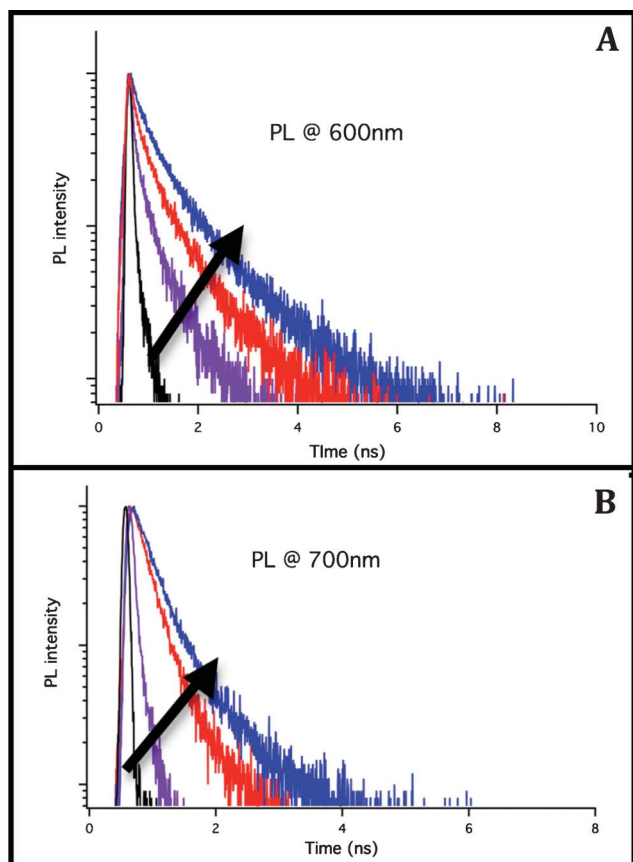 A
PL @ 600nm
PL intensity
0
2
4
6
8
10
TIme (ns)
B
PL @ 700nm
PL intensity
0
2
4
6
8
Time (ns)